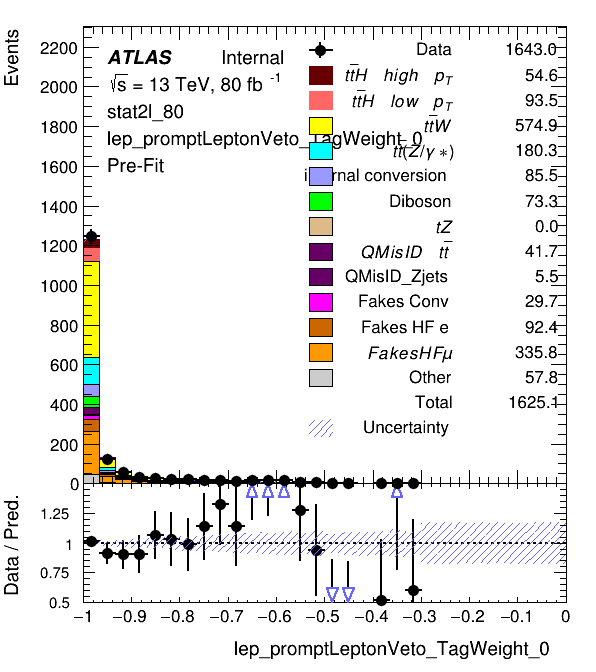 Events
2200
2000
1800
1600
1400
1200
1000
800
600
400
200
0
ATLAS Internal
√s = 13 TeV, 80 fb⁻¹
stat2l_80
lep_promptLeptonVeto_TagWeight_0
Pre-Fit
Data 1643.0
tt̄H high p_T 54.6
tt̄H low p_T 93.5
tt̄W 574.9
tt̄(Z/γ*) 180.3
conversion 85.5
Diboson 73.3
tZ 0.0
QMisID tt̄ 41.7
QMisID_Zjets 5.5
Fakes Conv 29.7
Fakes HF e 92.4
FakesHFμ 335.8
Other 57.8
Total 1625.1
Uncertainty
Data / Pred.
1.25
1
0.75
0.5
−1 −0.9 −0.8 −0.7 −0.6 −0.5 −0.4 −0.3 −0.2 −0.1 0
lep_promptLeptonVeto_TagWeight_0